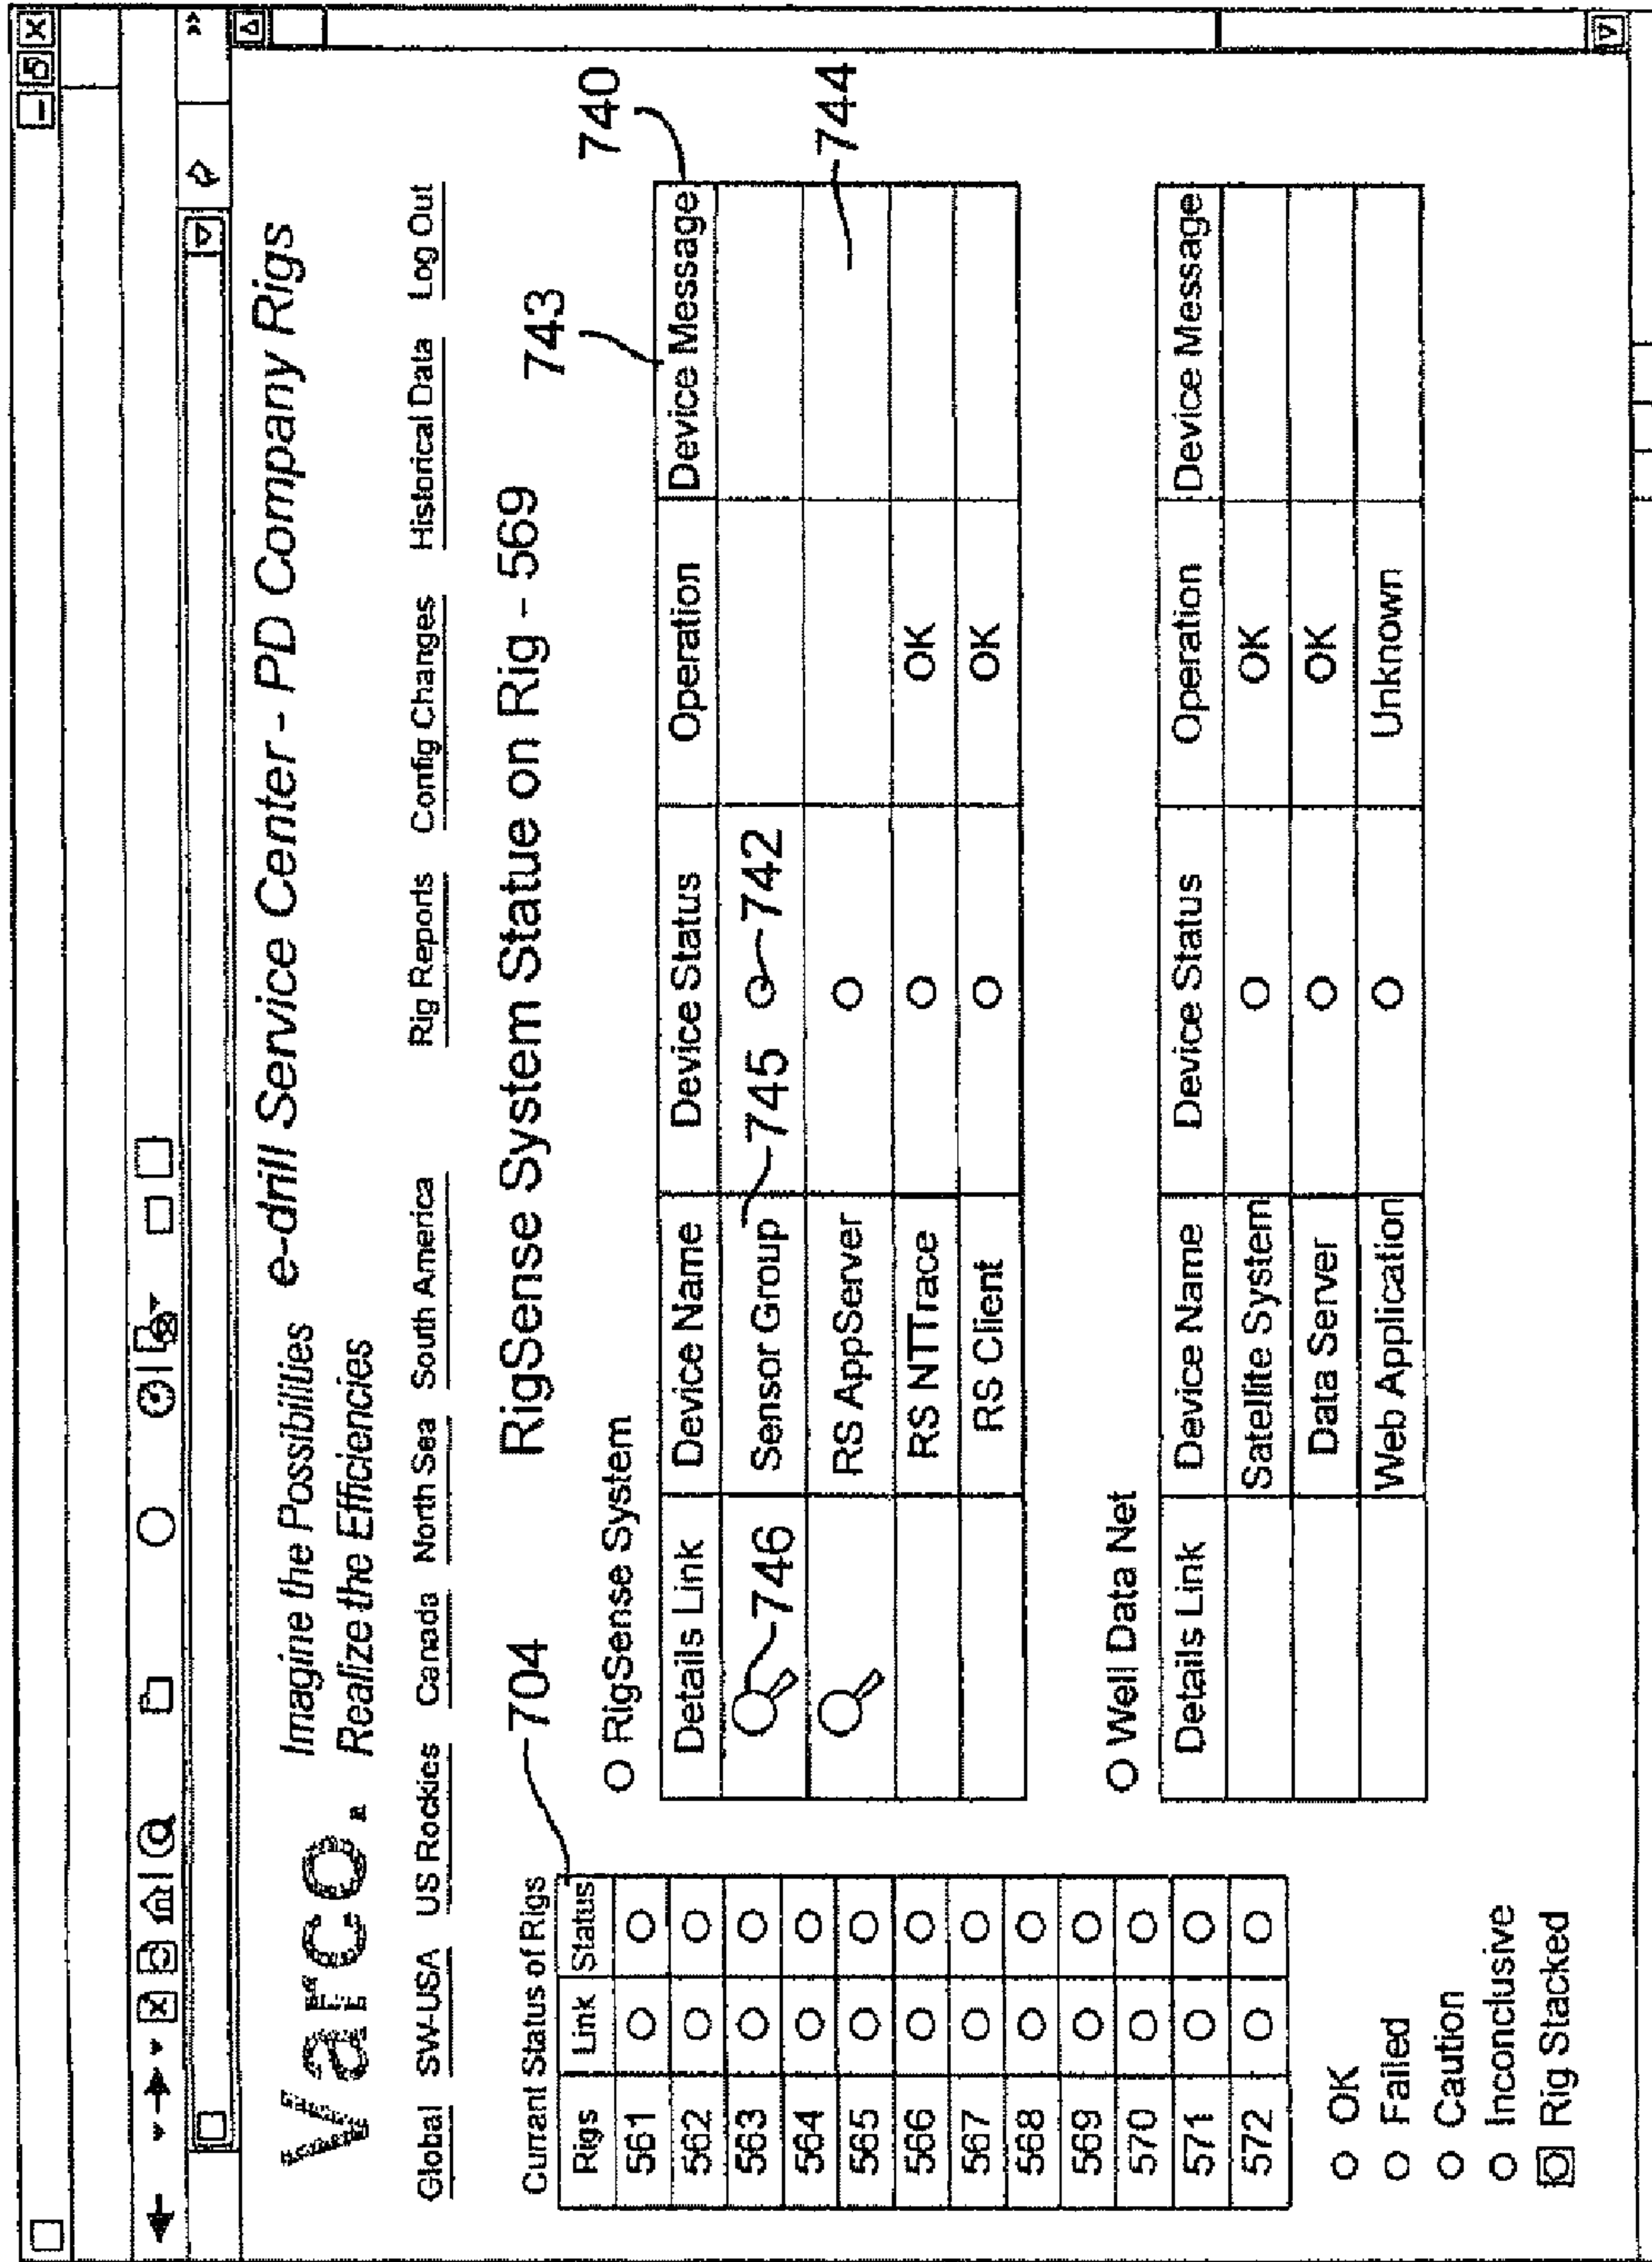 Varco. Imagine the Possibilities e-drill Service Center - PD Company Rigs
Realize the Efficiencies
Global SW-USA US Rockies Canada North Sea South America Rig Reports Config Changes Historical Data Log Out
704 RigSense System Statue on Rig - 569 743 740
Currant Status of Rigs
Rigs Link Status
561
562
563
564
565
566
567
568
569
570
571
572
OK
Failed
Caution
Inconclusive
Rig Stacked
RigSense System
Details Link Device Name Device Status Operation Device Message
746 Sensor Group 745 742
RS AppServer 744
RS NTTrace OK
RS Client OK
Well Data Net
Details Link Device Name Device Status Operation Device Message
Satellite System OK
Data Server OK
Web Application Unknown